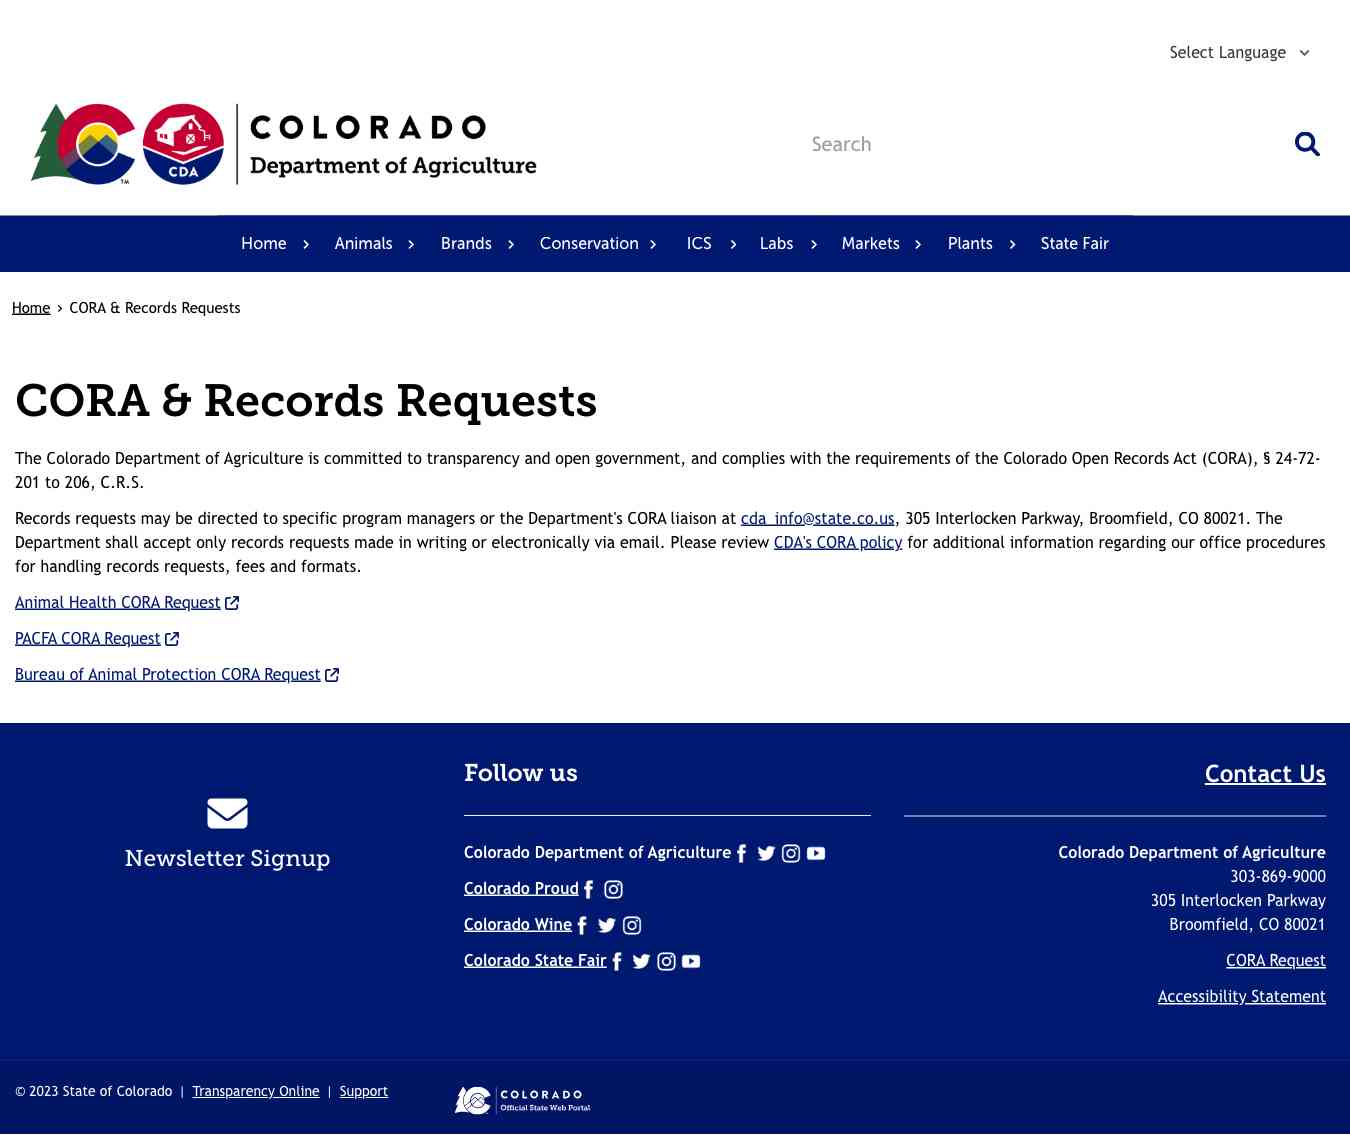 Select Language
COLORADO
Department of Agriculture
CDA
TM
Search
Home Animals Brands Conservation ICS Labs Markets Plants State Fair
Home › CORA & Records Requests
CORA & Records Requests
The Colorado Department of Agriculture is committed to transparency and open government, and complies with the requirements of the Colorado Open Records Act (CORA), § 24-72-
201 to 206, C.R.S.
Records requests may be directed to specific program managers or the Department's CORA liaison at cda_info@state.co.us, 305 Interlocken Parkway, Broomfield, CO 80021. The
Department shall accept only records requests made in writing or electronically via email. Please review CDA's CORA policy for additional information regarding our office procedures
for handling records requests, fees and formats.
Animal Health CORA Request
PACFA CORA Request
Bureau of Animal Protection CORA Request
Newsletter Signup
Follow us
Colorado Department of Agriculture
Colorado Proud
Colorado Wine
Colorado State Fair
Contact Us
Colorado Department of Agriculture
303-869-9000
305 Interlocken Parkway
Broomfield, CO 80021
CORA Request
Accessibility Statement
© 2023 State of Colorado | Transparency Online | Support
COLORADO
Official State Web Portal